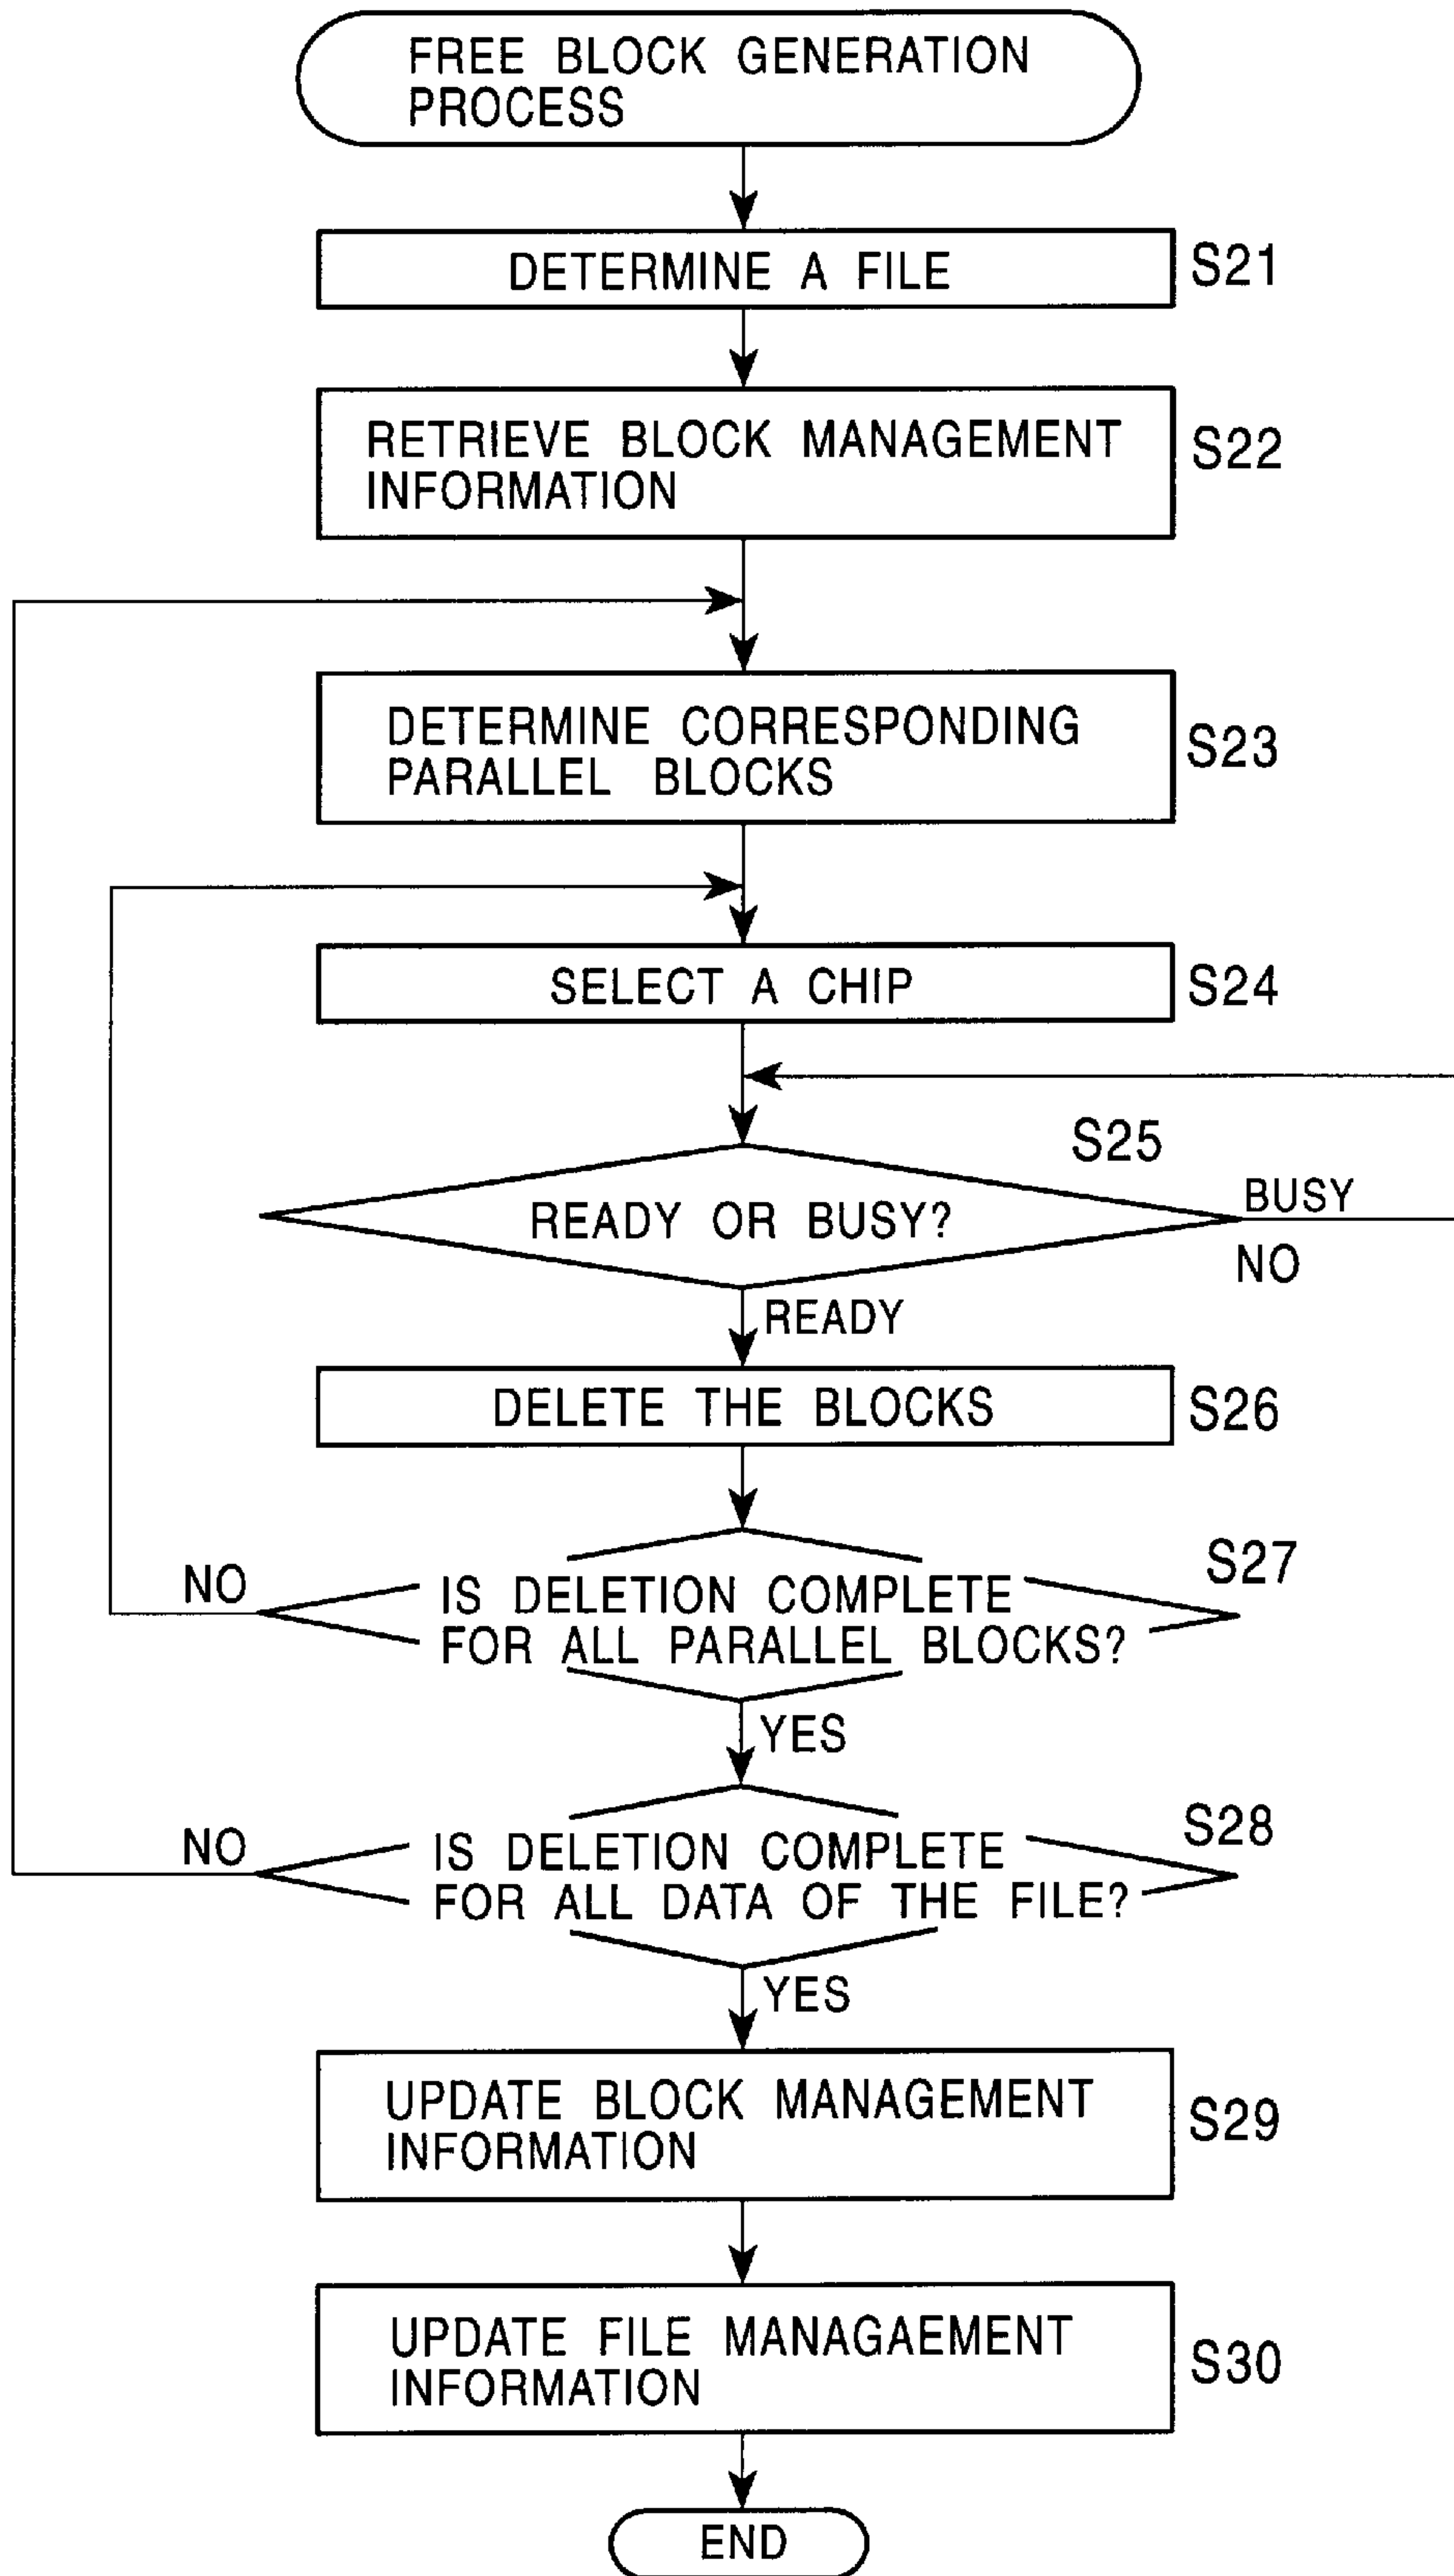 FREE BLOCK GENERATION
PROCESS
DETERMINE A FILE
S21
RETRIEVE BLOCK MANAGEMENT
INFORMATION
S22
DETERMINE CORRESPONDING
PARALLEL BLOCKS
S23
SELECT A CHIP
S24
S25
READY OR BUSY?
BUSY
NO
READY
DELETE THE BLOCKS
S26
S27
NO
IS DELETION COMPLETE
FOR ALL PARALLEL BLOCKS?
YES
S28
NO
IS DELETION COMPLETE
FOR ALL DATA OF THE FILE?
YES
UPDATE BLOCK MANAGEMENT
INFORMATION
S29
UPDATE FILE MANAGAEMENT
INFORMATION
S30
END